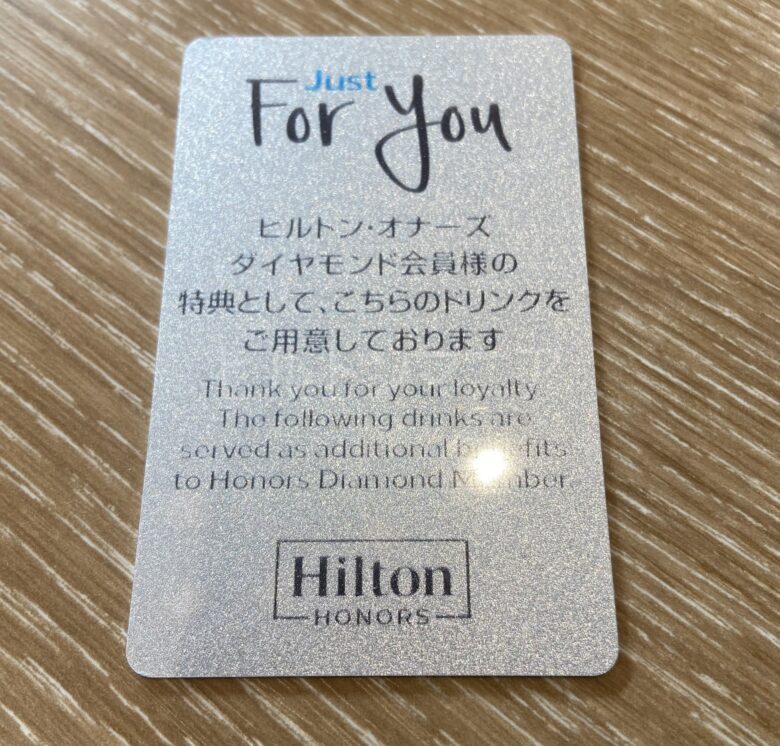 Just
For You
ヒルトン・オナーズ
ダイヤモンド会員様の
特典として、こちらのドリンクを
ご用意しております
Thank you for your loyalty
The following drinks are
served as additional benefits
to Honors Diamond Member
Hilton
HONORS